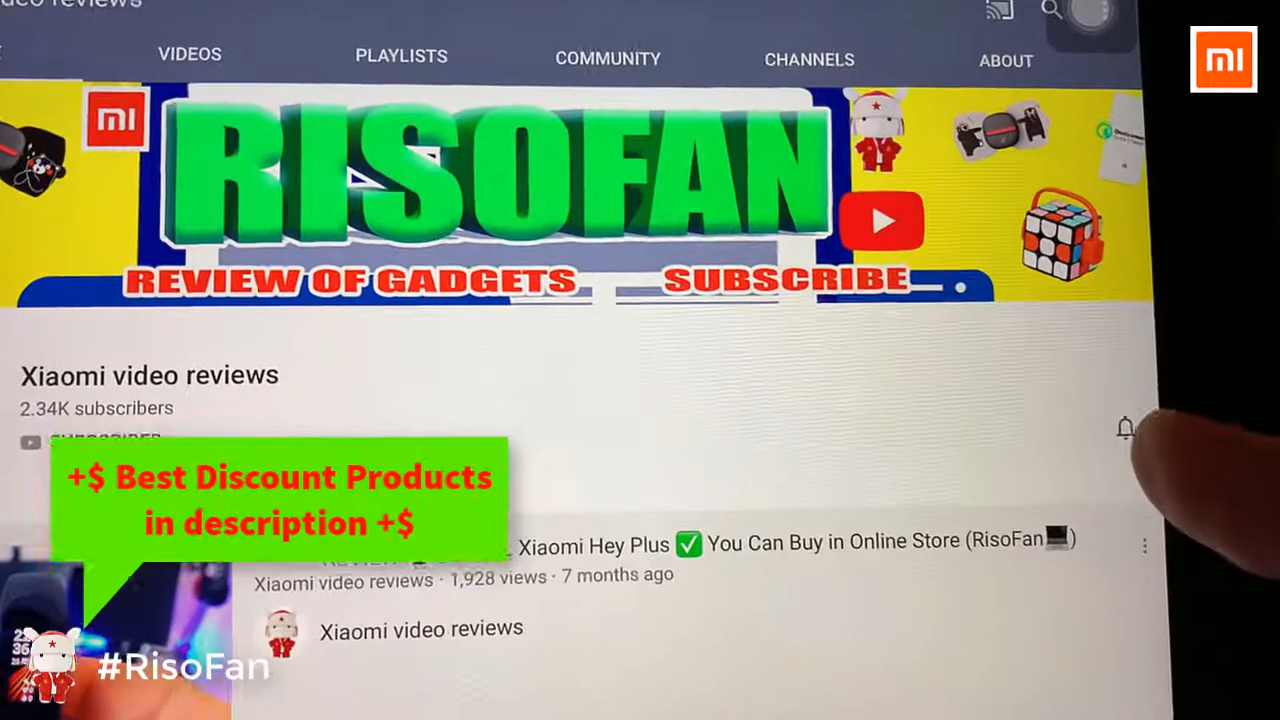 VIDEOS PLAYLISTS COMMUNITY CHANNELS ABOUT
RISOFAN
REVIEW OF GADGETS SUBSCRIBE
Xiaomi video reviews
2.34K subscribers
+$ Best Discount Products
in description +$
Xiaomi Hey Plus ✅ You Can Buy in Online Store (RisoFan💻)
Xiaomi video reviews · 1,928 views · 7 months ago
Xiaomi video reviews
#RisoFan
mi
mi